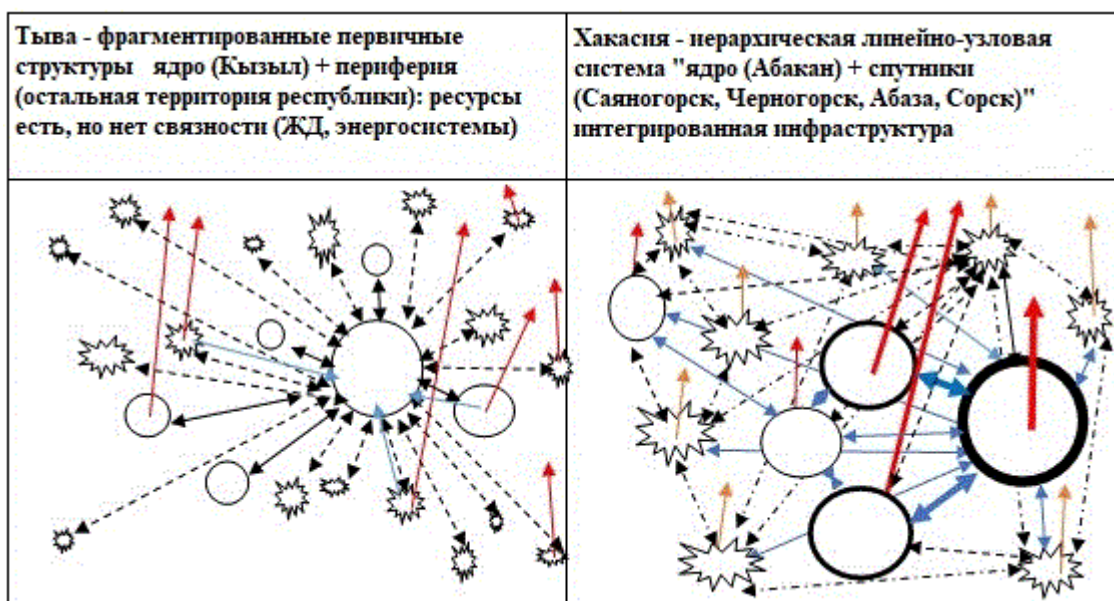 Тыва - фрагментированные первичные
структуры ядро (Кызыл) + периферия
(остальная территория республики): ресурсы
есть, но нет связности (ЖД, энергосистемы)
Хакасия - иерархическая линейно-узловая
система "ядро (Абакан) + спутники
(Саяногорск, Черногорск, Абаза, Сорск)"
интегрированная инфраструктура